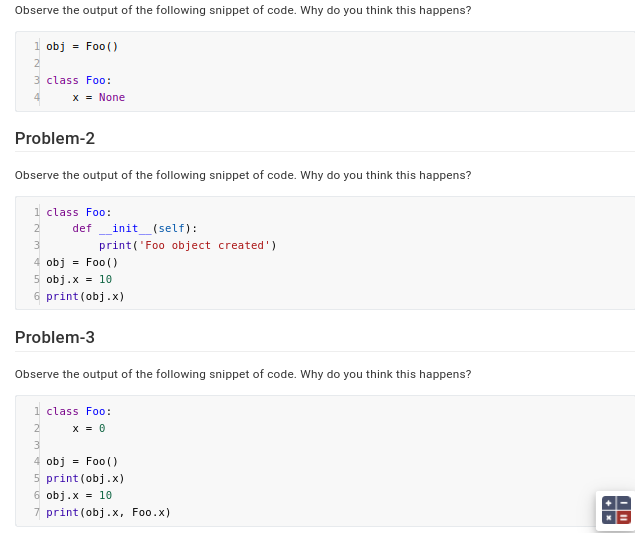 Observe the output of the following snippet of code. Why do you think this happens?
1 obj = Foo()
2
3 class Foo:
4     x = None
Problem-2
Observe the output of the following snippet of code. Why do you think this happens?
1 class Foo:
2     def __init__(self):
3         print('Foo object created')
4 obj = Foo()
5 obj.x = 10
6 print(obj.x)
Problem-3
Observe the output of the following snippet of code. Why do you think this happens?
1 class Foo:
2     x = 0
3
4 obj = Foo()
5 print(obj.x)
6 obj.x = 10
7 print(obj.x, Foo.x)